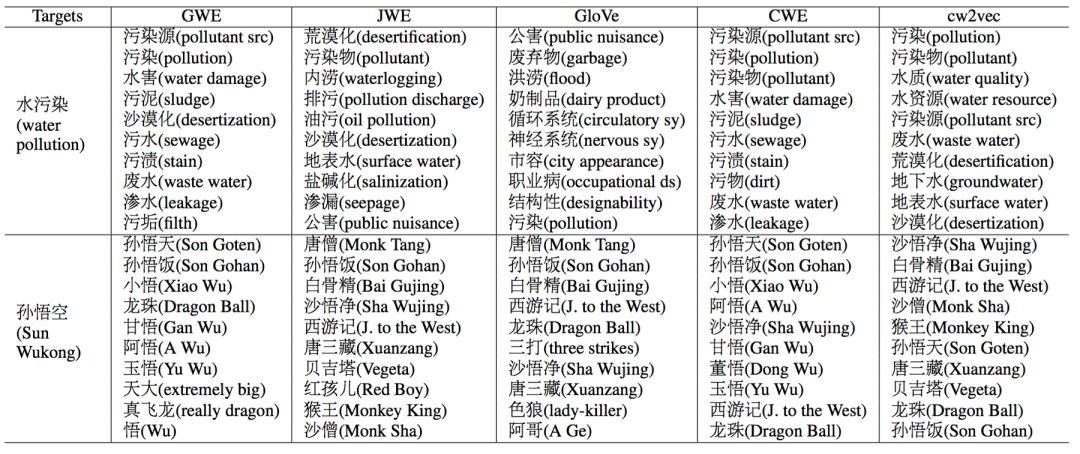 Targets GWE JWE GloVe CWE cw2vec
污染源(pollutant src) 荒漠化(desertification) 公害(public nuisance) 污染源(pollutant src) 污染(pollution)
污染(pollution) 污染物(pollutant) 废弃物(garbage) 污染(pollution) 污染物(pollutant)
水害(water damage) 内涝(waterlogging) 洪涝(flood) 污染物(pollutant) 水质(water quality)
水污染 污泥(sludge) 排污(pollution discharge) 奶制品(dairy product) 水害(water damage) 水资源(water resource)
(water 沙漠化(desertization) 油污(oil pollution) 循环系统(circulatory sy) 污泥(sludge) 污染源(pollutant src)
pollution) 污水(sewage) 沙漠化(desertization) 神经系统(nervous sy) 污水(sewage) 废水(waste water)
污渍(stain) 地表水(surface water) 市容(city appearance) 污渍(stain) 荒漠化(desertification)
废水(waste water) 盐碱化(salinization) 职业病(occupational ds) 污物(dirt) 地下水(groundwater)
渗水(leakage) 渗漏(seepage) 结构性(designability) 废水(waste water) 地表水(surface water)
污垢(filth) 公害(public nuisance) 污染(pollution) 渗水(leakage) 沙漠化(desertization)
孙悟天(Son Goten) 唐僧(Monk Tang) 唐僧(Monk Tang) 孙悟天(Son Goten) 沙悟净(Sha Wujing)
孙悟饭(Son Gohan) 孙悟饭(Son Gohan) 孙悟饭(Son Gohan) 孙悟饭(Son Gohan) 白骨精(Bai Gujing)
小悟(Xiao Wu) 白骨精(Bai Gujing) 白骨精(Bai Gujing) 小悟(Xiao Wu) 西游记(J. to the West)
孙悟空 龙珠(Dragon Ball) 沙悟净(Sha Wujing) 西游记(J. to the West) 阿悟(A Wu) 沙僧(Monk Sha)
(Sun 甘悟(Gan Wu) 西游记(J. to the West) 龙珠(Dragon Ball) 沙悟净(Sha Wujing) 猴王(Monkey King)
Wukong) 阿悟(A Wu) 唐三藏(Xuanzang) 三打(three strikes) 甘悟(Gan Wu) 孙悟天(Son Goten)
玉悟(Yu Wu) 贝吉塔(Vegeta) 沙悟净(Sha Wujing) 董悟(Dong Wu) 唐三藏(Xuanzang)
天大(extremely big) 红孩儿(Red Boy) 唐三藏(Xuanzang) 玉悟(Yu Wu) 贝吉塔(Vegeta)
真飞龙(really dragon) 猴王(Monkey King) 色狼(lady-killer) 西游记(J. to the West) 龙珠(Dragon Ball)
悟(Wu) 沙僧(Monk Sha) 阿哥(A Ge) 龙珠(Dragon Ball) 孙悟饭(Son Gohan)